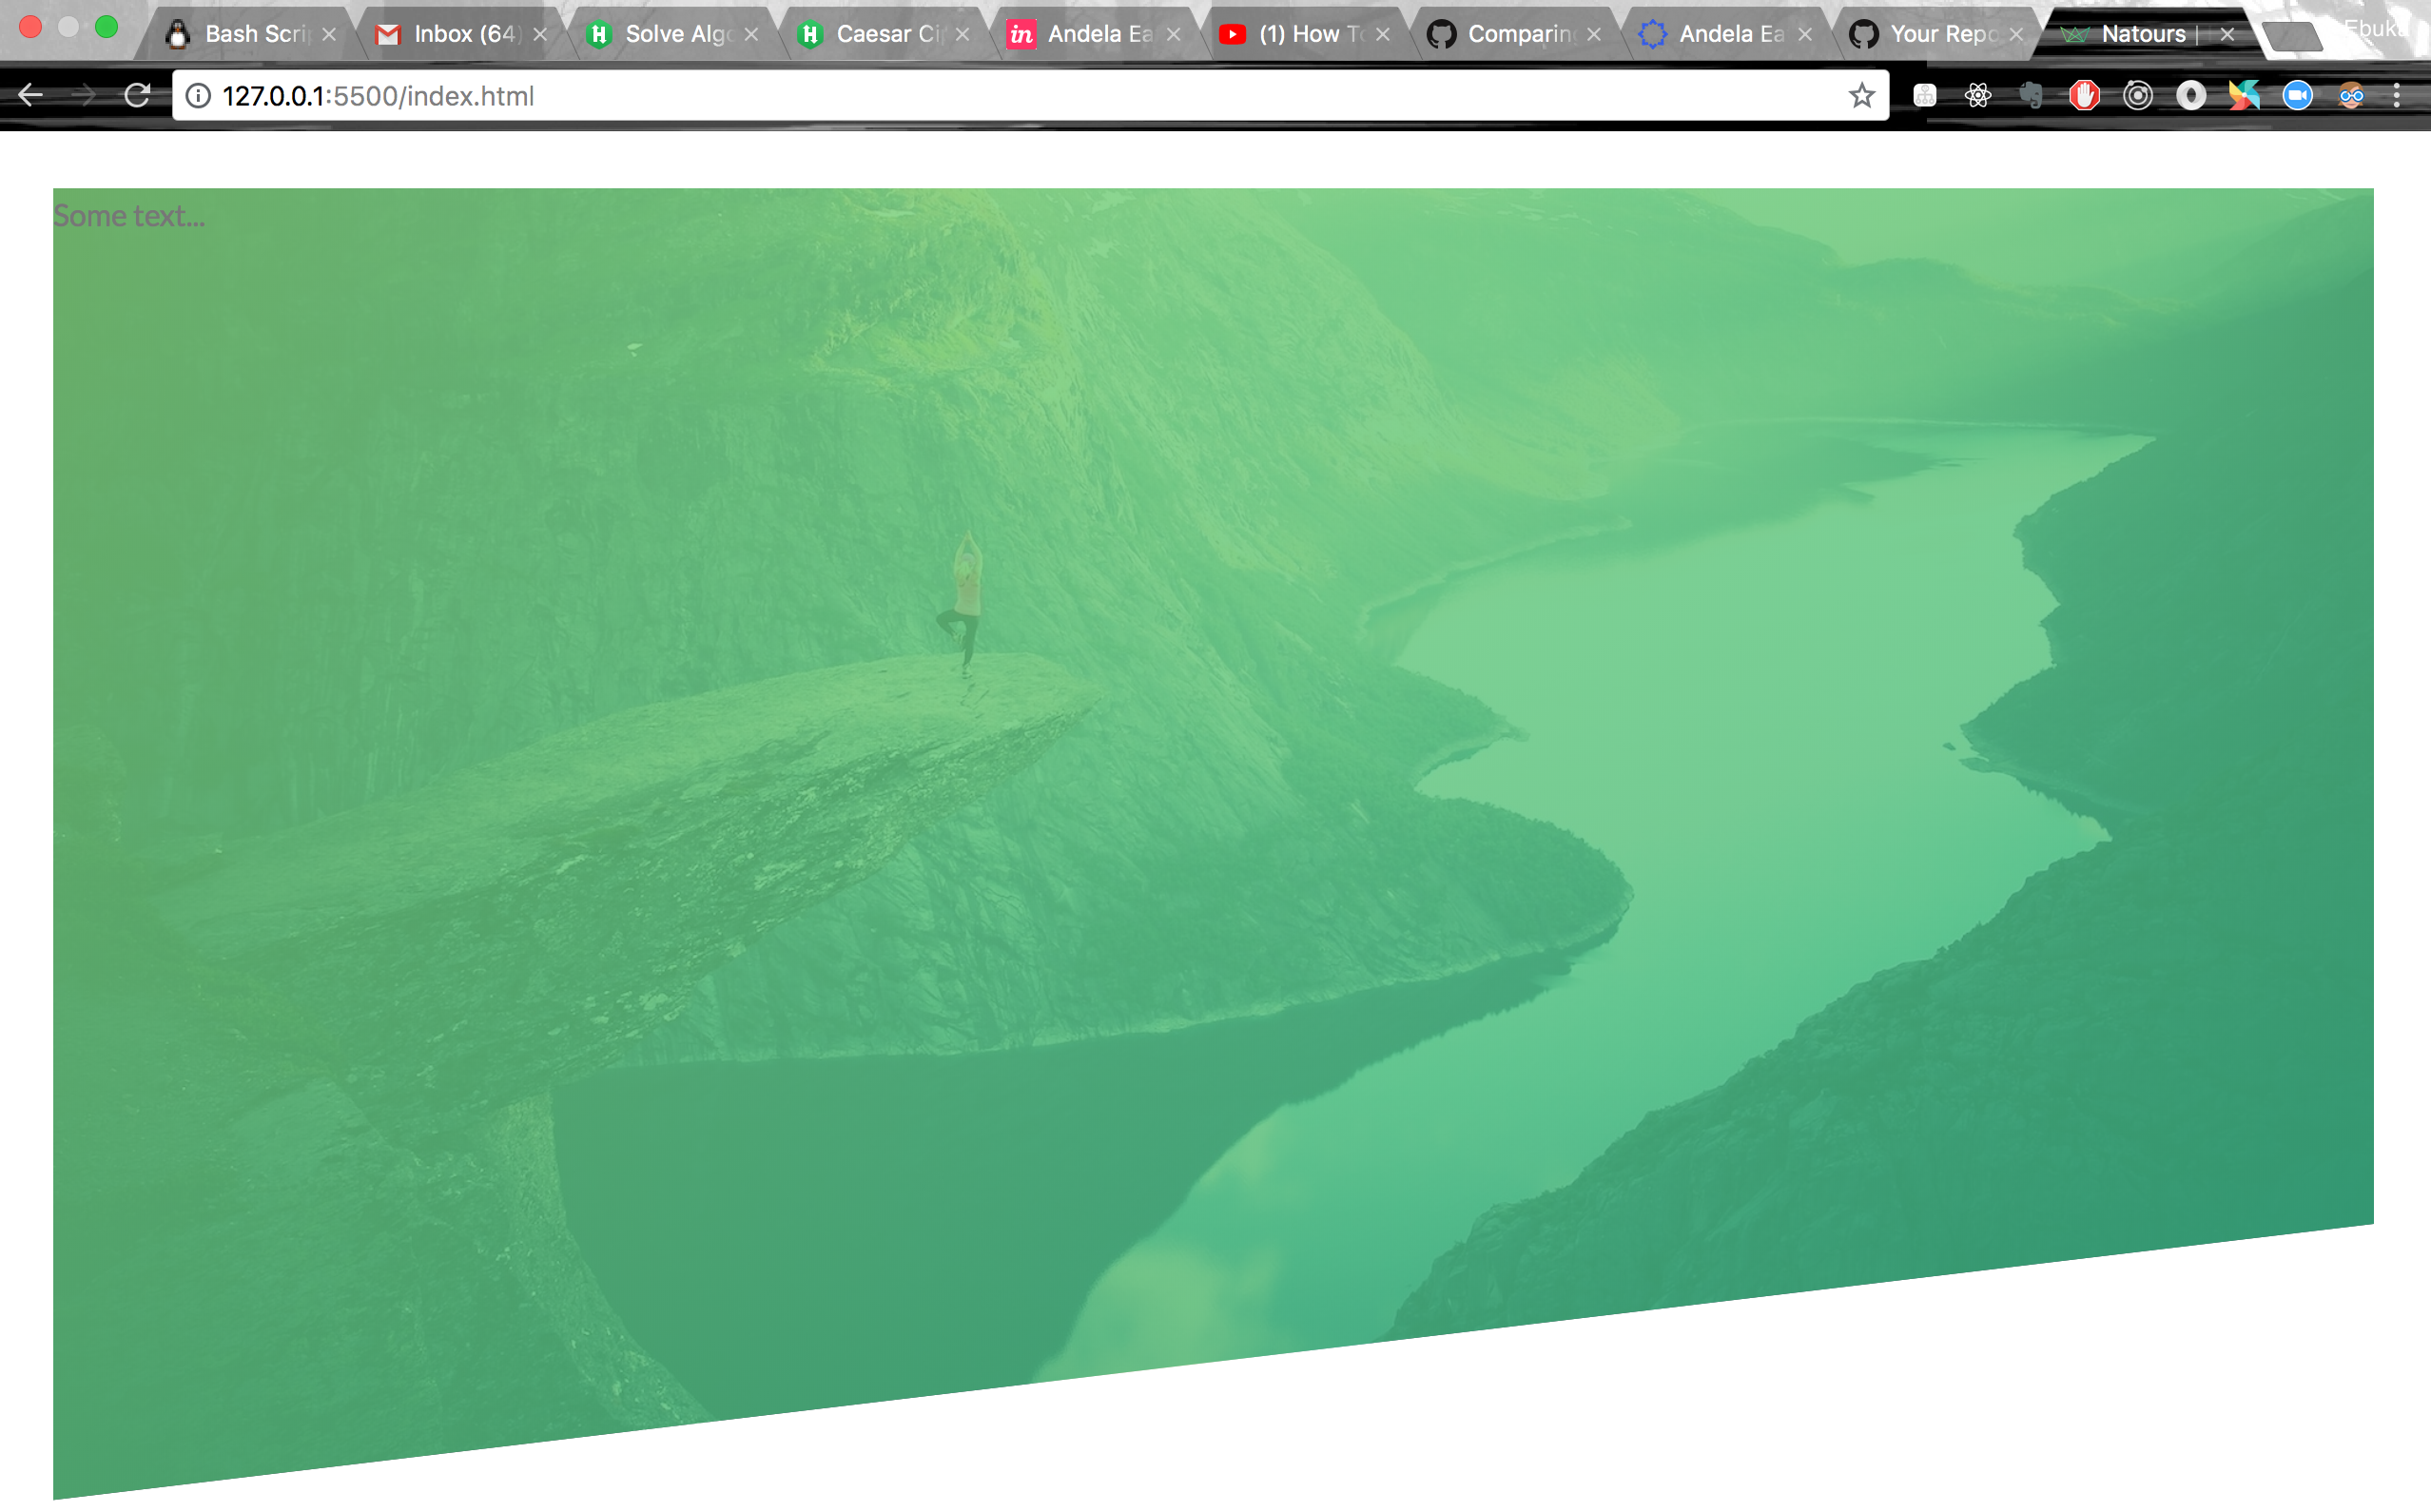 Bash Scri
Inbox (64)
Solve Algo
Caesar Ci
in
Andela Ea
(1) How T
Comparin
Andela Ea
Your Repo
Natours |
Ebuka
127.0.0.1:5500/index.html
Some text...